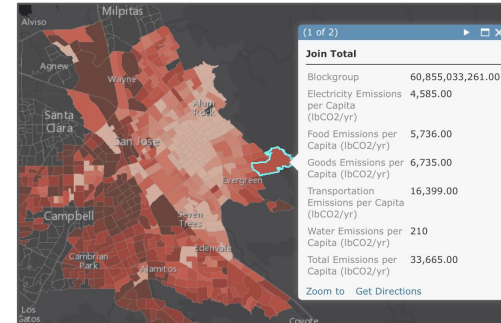 Milpitas
Alviso
Agnew
Wayne
Santa
Clara
San Jose
Alum
Rock
Evergreen
Campbell
Seven
Trees
Edenvale
Cambrian
Park
Alamitos
Los
Gatos
Coyote
(1 of 2)
Join Total
Blockgroup 60,855,033,261.00
Electricity Emissions 4,585.00
per Capita
(lbCO2/yr)
Food Emissions per 5,736.00
Capita (lbCO2/yr)
Goods Emissions per 6,735.00
Capita (lbCO2/yr)
Transportation 16,399.00
Emissions per Capita
(lbCO2/yr)
Water Emissions per 210
Capita (lbCO2/yr)
Total Emissions per 33,665.00
Capita (lbCO2/yr)
Zoom to Get Directions